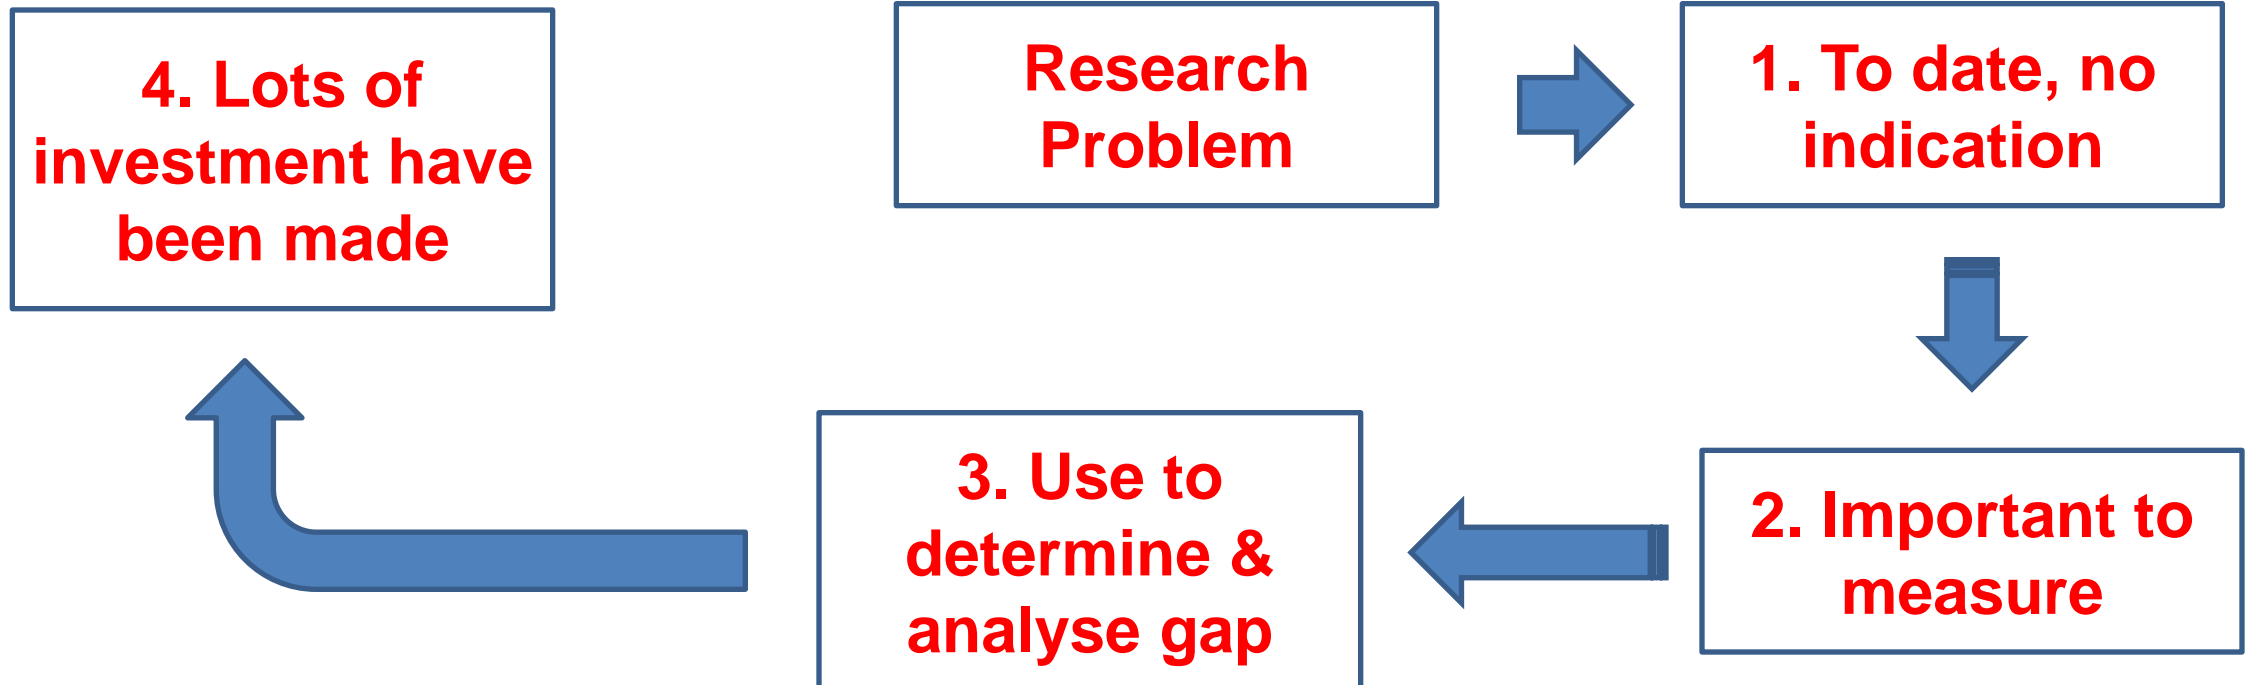 Research
Problem
1. To date, no
indication
2. Important to
measure
3. Use to
determine &
analyse gap
4. Lots of
investment have
been made